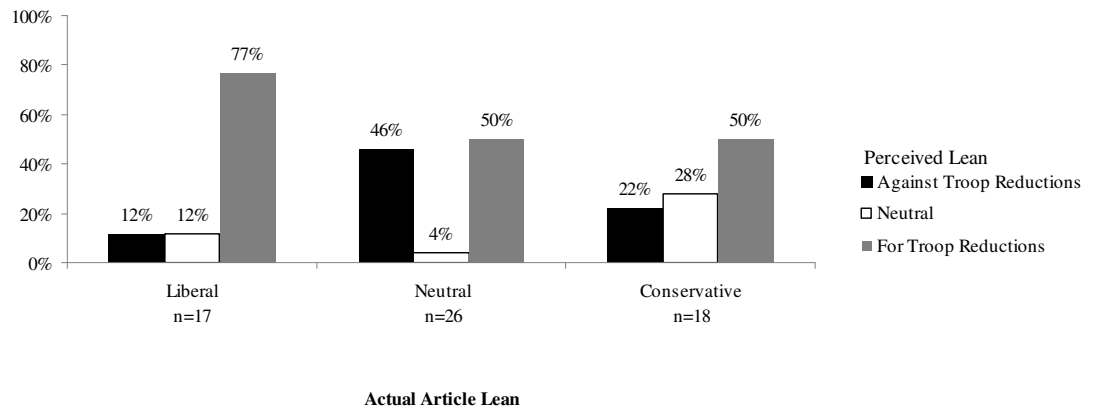 100%
80%
60%
40%
20%
0%
12%
12%
77%
46%
4%
50%
22%
28%
50%
Liberal
n=17
Neutral
n=26
Conservative
n=18
Actual Article Lean
Perceived Lean
Against Troop Reductions
Neutral
For Troop Reductions